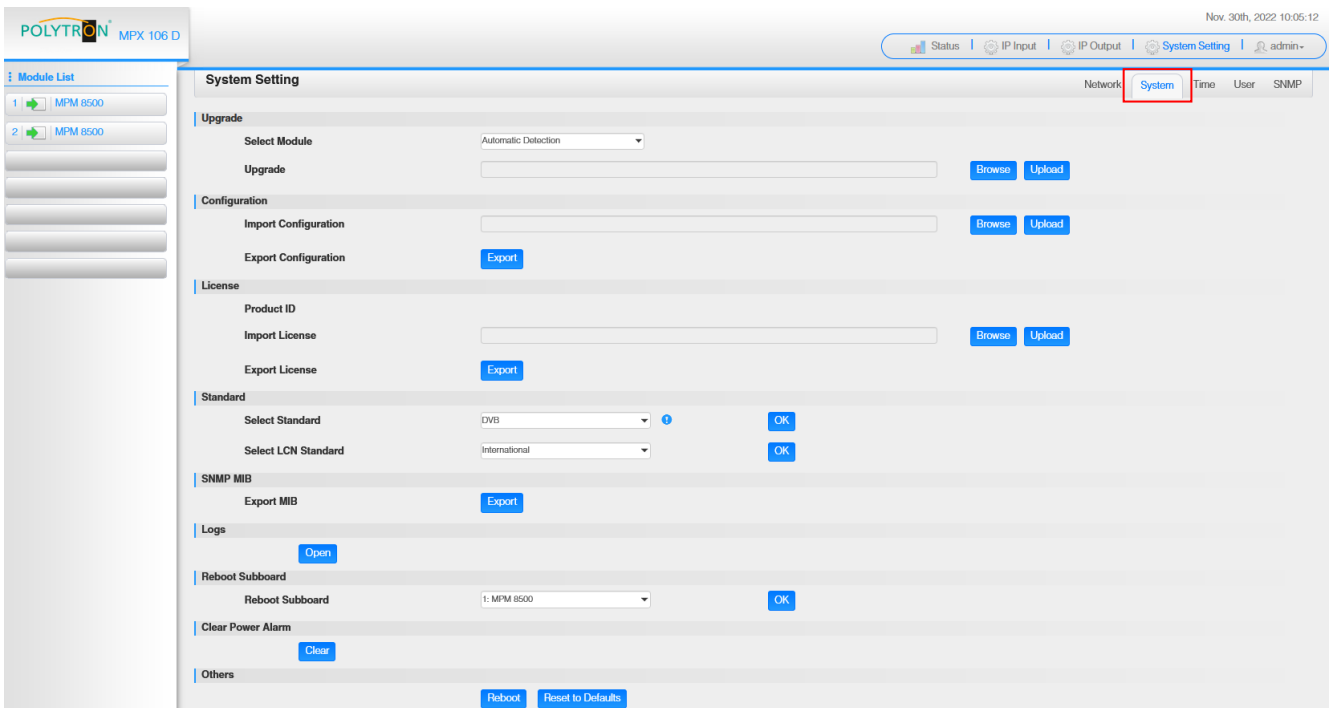 Nov. 30th, 2022 10:05:12
POLYTRON MPX 106 D
Status IP Input IP Output System Setting admin
Module List
1 MPM 8500
2 MPM 8500
System Setting
Network System Time User SNMP
Upgrade
Select Module Automatic Detection
Upgrade Browse Upload
Configuration
Import Configuration Browse Upload
Export Configuration Export
License
Product ID
Import License Browse Upload
Export License Export
Standard
Select Standard DVB OK
Select LCN Standard International OK
SNMP MIB
Export MIB Export
Logs
Open
Reboot Subboard
Reboot Subboard 1: MPM 8500 OK
Clear Power Alarm
Clear
Others
Reboot Reset to Defaults